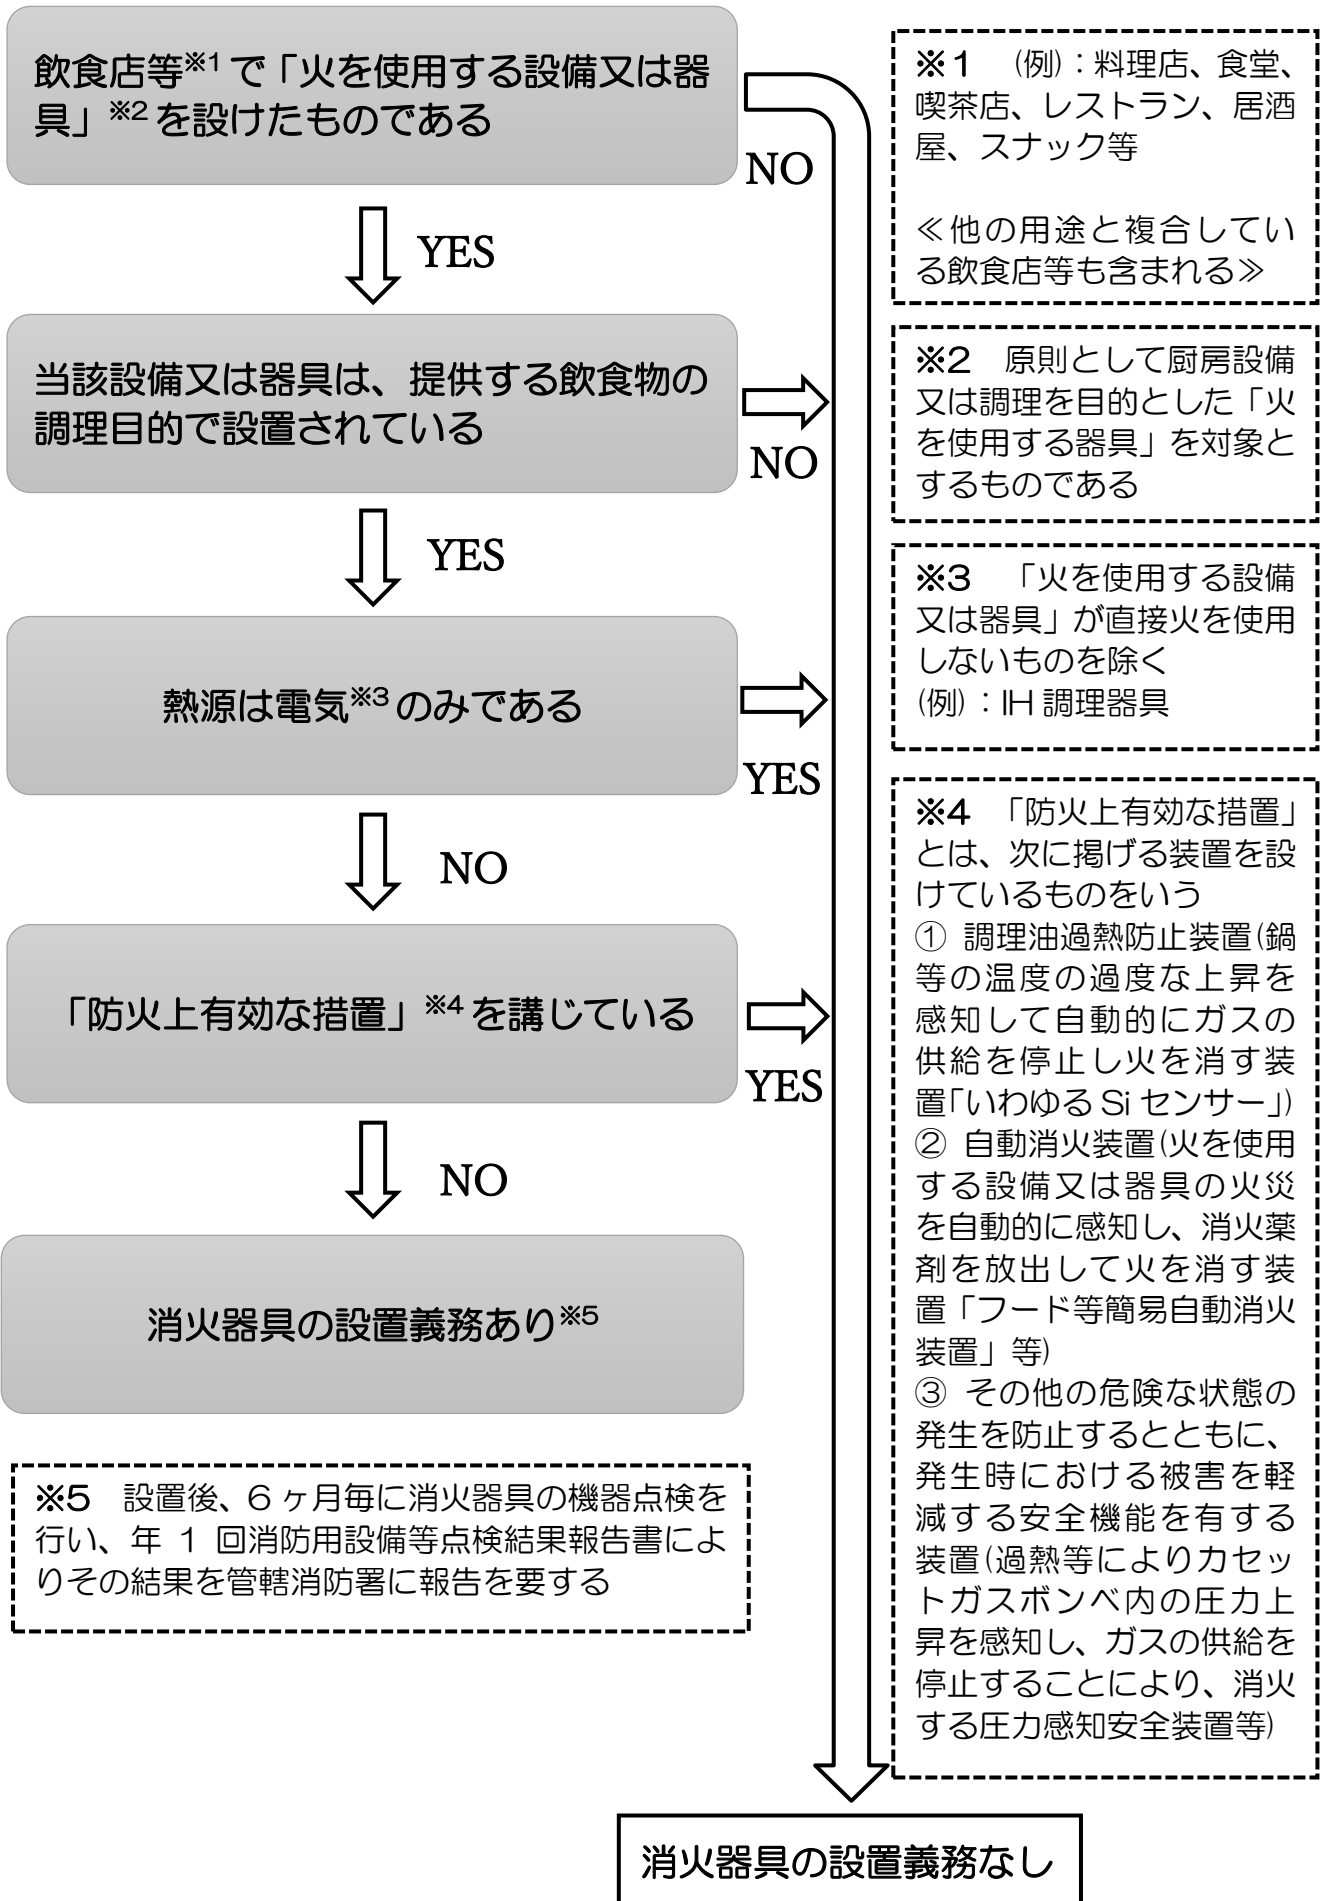 飲食店等※1で「火を使用する設備又は器
具」※2を設けたものである
NO
YES
当該設備又は器具は、提供する飲食物の
調理目的で設置されている
NO
YES
熱源は電気※3のみである
YES
NO
「防火上有効な措置」※4を講じている
YES
NO
消火器具の設置義務あり※5
※5　設置後、6ヶ月毎に消火器具の機器点検を
行い、年 1 回消防用設備等点検結果報告書によ
りその結果を管轄消防署に報告を要する
※1　(例)：料理店、食堂、
喫茶店、レストラン、居酒
屋、スナック等
≪他の用途と複合してい
る飲食店等も含まれる≫
※2　原則として厨房設備
又は調理を目的とした「火
を使用する器具」を対象と
するものである
※3　「火を使用する設備
又は器具」が直接火を使用
しないものを除く
(例)：IH 調理器具
※4　「防火上有効な措置」
とは、次に掲げる装置を設
けているものをいう
① 調理油過熱防止装置(鍋
等の温度の過度な上昇を
感知して自動的にガスの
供給を停止し火を消す装
置「いわゆる Si センサー」)
② 自動消火装置(火を使用
する設備又は器具の火災
を自動的に感知し、消火薬
剤を放出して火を消す装
置「フード等簡易自動消火
装置」等)
③ その他の危険な状態の
発生を防止するとともに、
発生時における被害を軽
減する安全機能を有する
装置(過熱等によりカセッ
トガスボンベ内の圧力上
昇を感知し、ガスの供給を
停止することにより、消火
する圧力感知安全装置等)
消火器具の設置義務なし